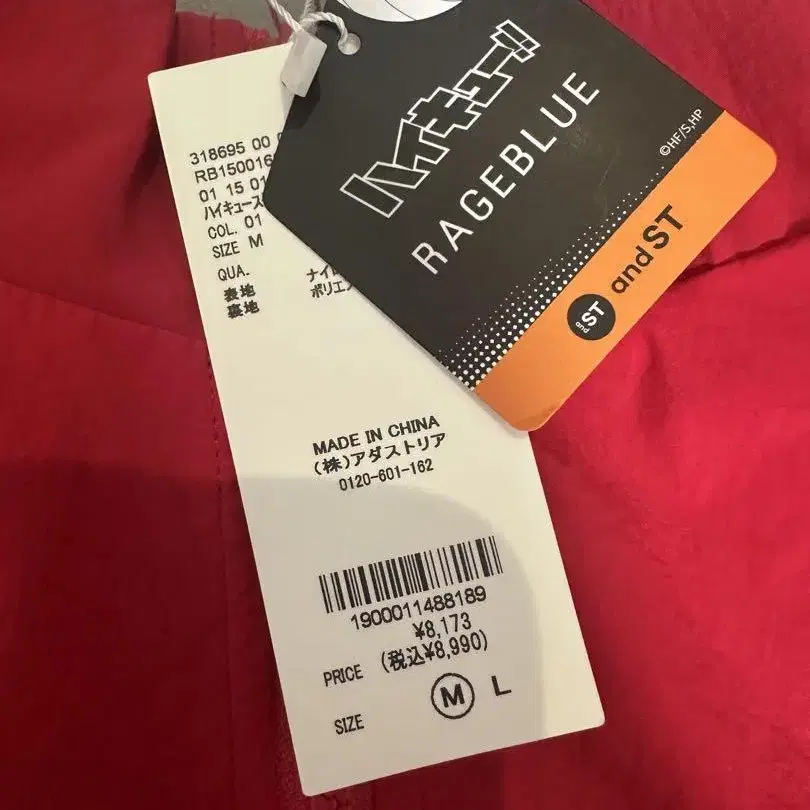 ハイキュー!!
RAGEBLUE
©HF/S,HP
and ST
and ST
318695 00
RB150016
01 15 01
ハイキュース
COL. 01
SIZE M
QUA.
表地 ナイ
裏地 ポリエ
MADE IN CHINA
(株)アダストリア
0120-601-162
1900011488189
¥8,173
PRICE (税込¥8,990)
SIZE M L